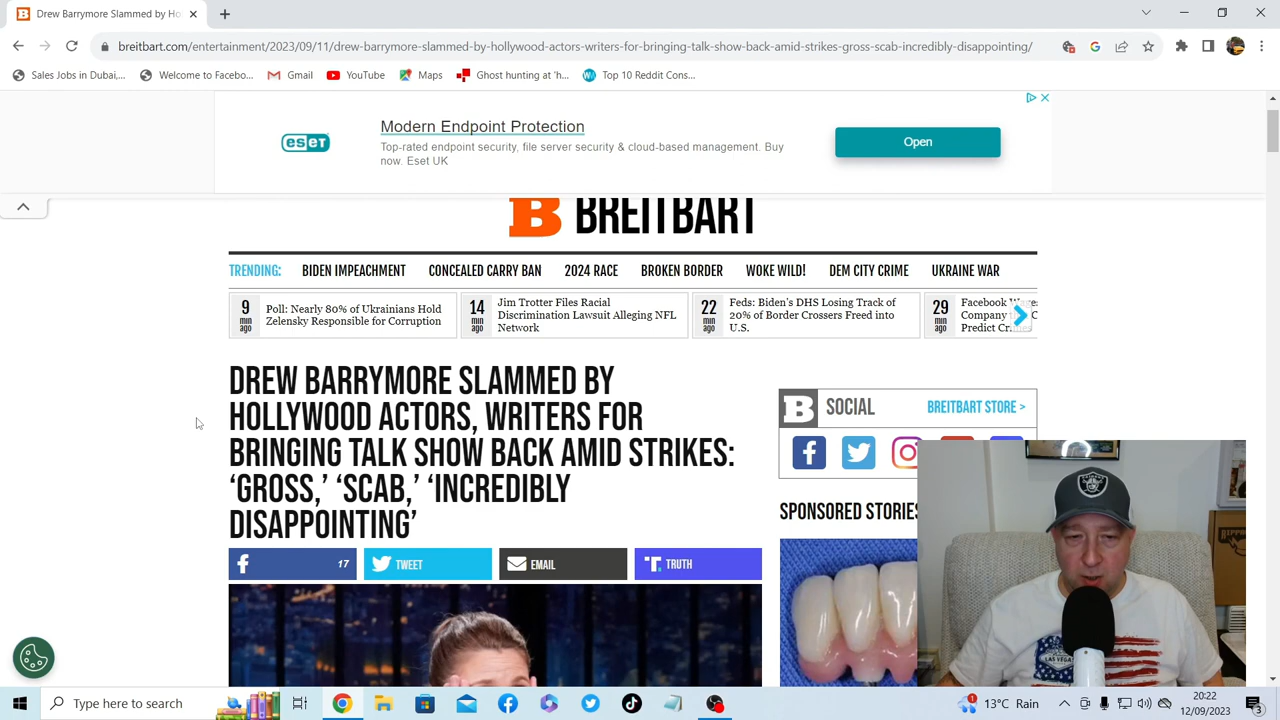 Drew Barrymore Slammed by Ho
breitbart.com/entertainment/2023/09/11/drew-barrymore-slammed-by-hollywood-actors-writers-for-bringing-talk-show-back-amid-strikes-gross-scab-incredibly-disappointing/
Sales Jobs in Dubai,... Welcome to Facebo... Gmail YouTube Maps Ghost hunting at 'h... Top 10 Reddit Cons...
eseT
Modern Endpoint Protection
Top-rated endpoint security, file server security & cloud-based management. Buy
now. Eset UK
Open
B BREITBART
TRENDING: BIDEN IMPEACHMENT CONCEALED CARRY BAN 2024 RACE BROKEN BORDER WOKE WILD! DEM CITY CRIME UKRAINE WAR
9
min
ago
Poll: Nearly 80% of Ukrainians Hold
Zelensky Responsible for Corruption
14
min
ago
Jim Trotter Files Racial
Discrimination Lawsuit Alleging NFL
Network
22
min
ago
Feds: Biden's DHS Losing Track of
20% of Border Crossers Freed into
U.S.
29
min
ago
Facebook
Company
Predict
DREW BARRYMORE SLAMMED BY
HOLLYWOOD ACTORS, WRITERS FOR
BRINGING TALK SHOW BACK AMID STRIKES:
‘GROSS,’ ‘SCAB,’ ‘INCREDIBLY
DISAPPOINTING’
17 TWEET EMAIL TRUTH
B SOCIAL BREITBART STORE >
SPONSORED STORIES
RAIDERS
LAS VEGAS
Type here to search
13°C Rain
20:22
12/09/2023
1
3